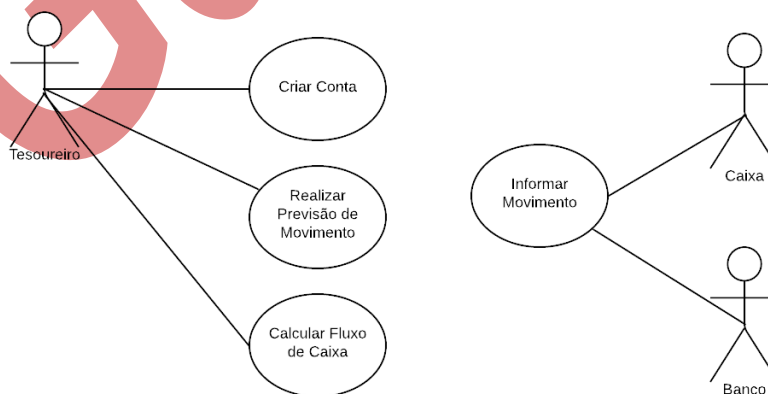 Criar Conta
Tesoureiro
Realizar
Previsão de
Movimento
Informar
Movimento
Caixa
Calcular Fluxo
de Caixa
Banco